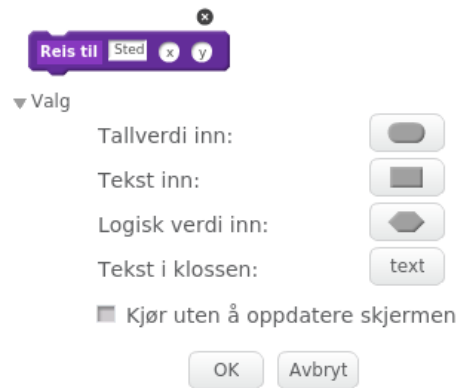 Reis til Sted x y
Valg
Tallverdi inn:
Tekst inn:
Logisk verdi inn:
Tekst i klossen: text
Kjør uten å oppdatere skjermen
OK Avbryt